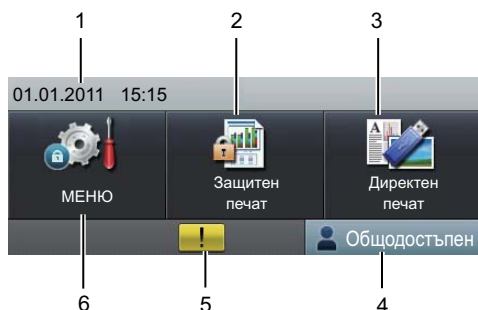 1 2 3
01.01.2011 15:15
МЕНЮ
Защитен
печат
Директен
печат
! Общодостъпен
6 5 4